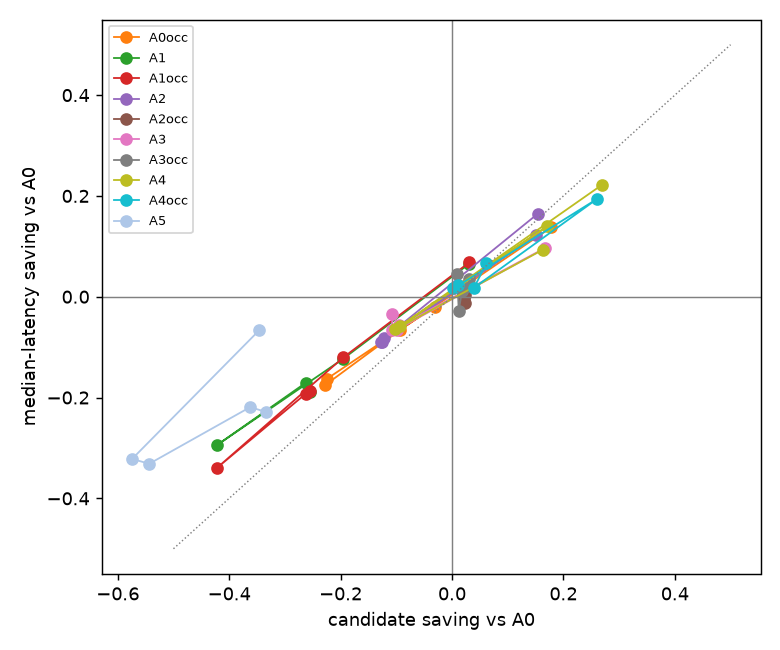 A0occ
A1
A1occ
A2
A2occ
A3
A3occ
A4
A4occ
A5
0.4
0.2
0.0
−0.2
−0.4
median-latency saving vs A0
−0.6 −0.4 −0.2 0.0 0.2 0.4
candidate saving vs A0